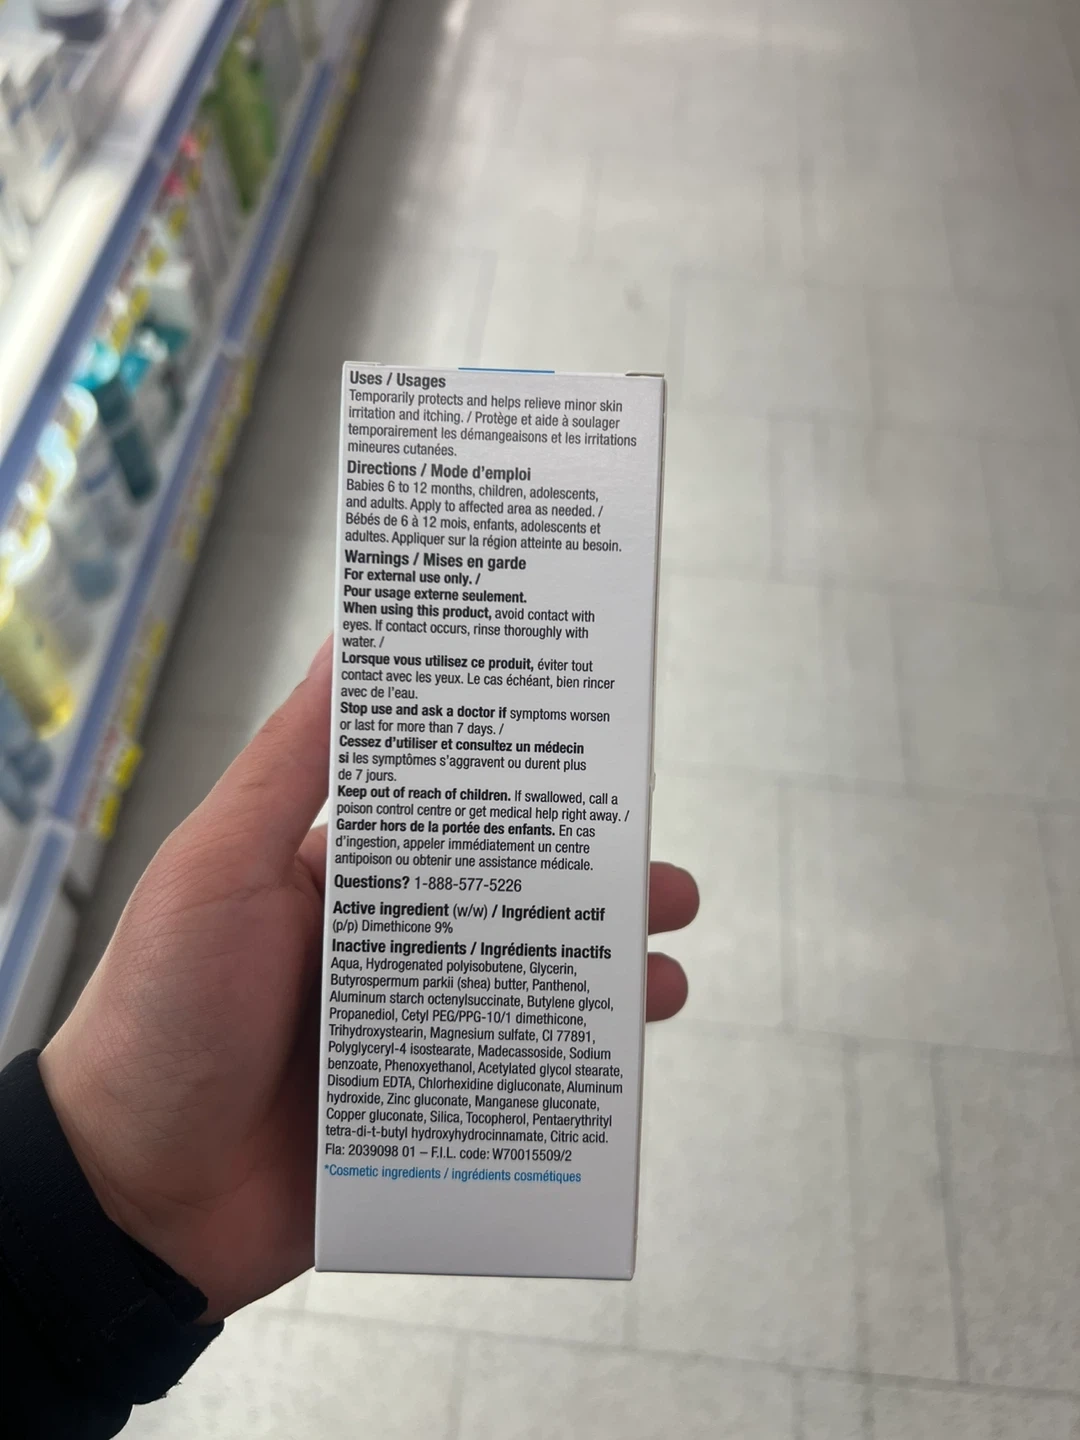 Uses / Usages
Temporarily protects and helps relieve minor skin
irritation and itching. / Protège et aide à soulager
temporairement les démangeaisons et les irritations
mineures cutanées.
Directions / Mode d'emploi
Babies 6 to 12 months, children, adolescents,
and adults. Apply to affected area as needed. /
Bébés de 6 à 12 mois, enfants, adolescents et
adultes. Appliquer sur la région atteinte au besoin.
Warnings / Mises en garde
For external use only. /
Pour usage externe seulement.
When using this product, avoid contact with
eyes. If contact occurs, rinse thoroughly with
water. /
Lorsque vous utilisez ce produit, éviter tout
contact avec les yeux. Le cas échéant, bien rincer
avec de l'eau.
Stop use and ask a doctor if symptoms worsen
or last for more than 7 days. /
Cessez d'utiliser et consultez un médecin
si les symptômes s'aggravent ou durent plus
de 7 jours.
Keep out of reach of children. If swallowed, call a
poison control centre or get medical help right away. /
Garder hors de la portée des enfants. En cas
d'ingestion, appeler immédiatement un centre
antipoison ou obtenir une assistance médicale.
Questions? 1-888-577-5226
Active ingredient (w/w) / Ingrédient actif
(p/p) Dimethicone 9%
Inactive ingredients / Ingrédients inactifs
Aqua, Hydrogenated polyisobutene, Glycerin,
Butyrospermum parkii (shea) butter, Panthenol,
Aluminum starch octenylsuccinate, Butylene glycol,
Propanediol, Cetyl PEG/PPG-10/1 dimethicone,
Trihydroxystearin, Magnesium sulfate, CI 77891,
Polyglyceryl-4 isostearate, Madecassoside, Sodium
benzoate, Phenoxyethanol, Acetylated glycol stearate,
Disodium EDTA, Chlorhexidine digluconate, Aluminum
hydroxide, Zinc gluconate, Manganese gluconate,
Copper gluconate, Silica, Tocopherol, Pentaerythrityl
tetra-di-t-butyl hydroxyhydrocinnamate, Citric acid.
Fla: 2039098 01 – F.I.L. code: W70015509/2
*Cosmetic ingredients / ingrédients cosmétiques